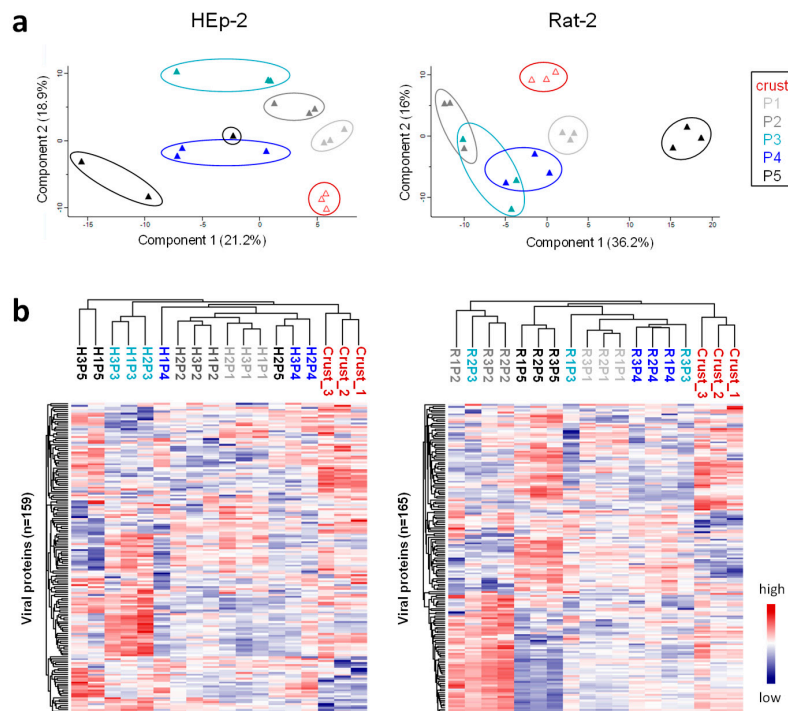 a
HEp-2
Rat-2
Component 2 (18.9%)
10
5
0
-5
-10
-15
-10
-5
0
5
Component 1 (21.2%)
Component 2 (16%)
10
5
0
-5
-10
-10
-5
0
5
10
15
20
Component 1 (36.2%)
crust
P1
P2
P3
P4
P5
b
H3P5
H1P5
H3P3
H1P3
H2P3
H1P4
H2P2
H3P2
H1P2
H2P1
H3P1
H1P1
H2P5
H3P4
H2P4
Crust_3
Crust_2
Crust_1
Viral proteins (n=159)
R1P2
R2P3
R3P2
R2P2
R1P5
R2P5
R3P5
R1P3
R3P1
R2P1
R1P1
R3P4
R2P4
R1P4
R3P3
Crust_3
Crust_2
Crust_1
Viral proteins (n=165)
high
low